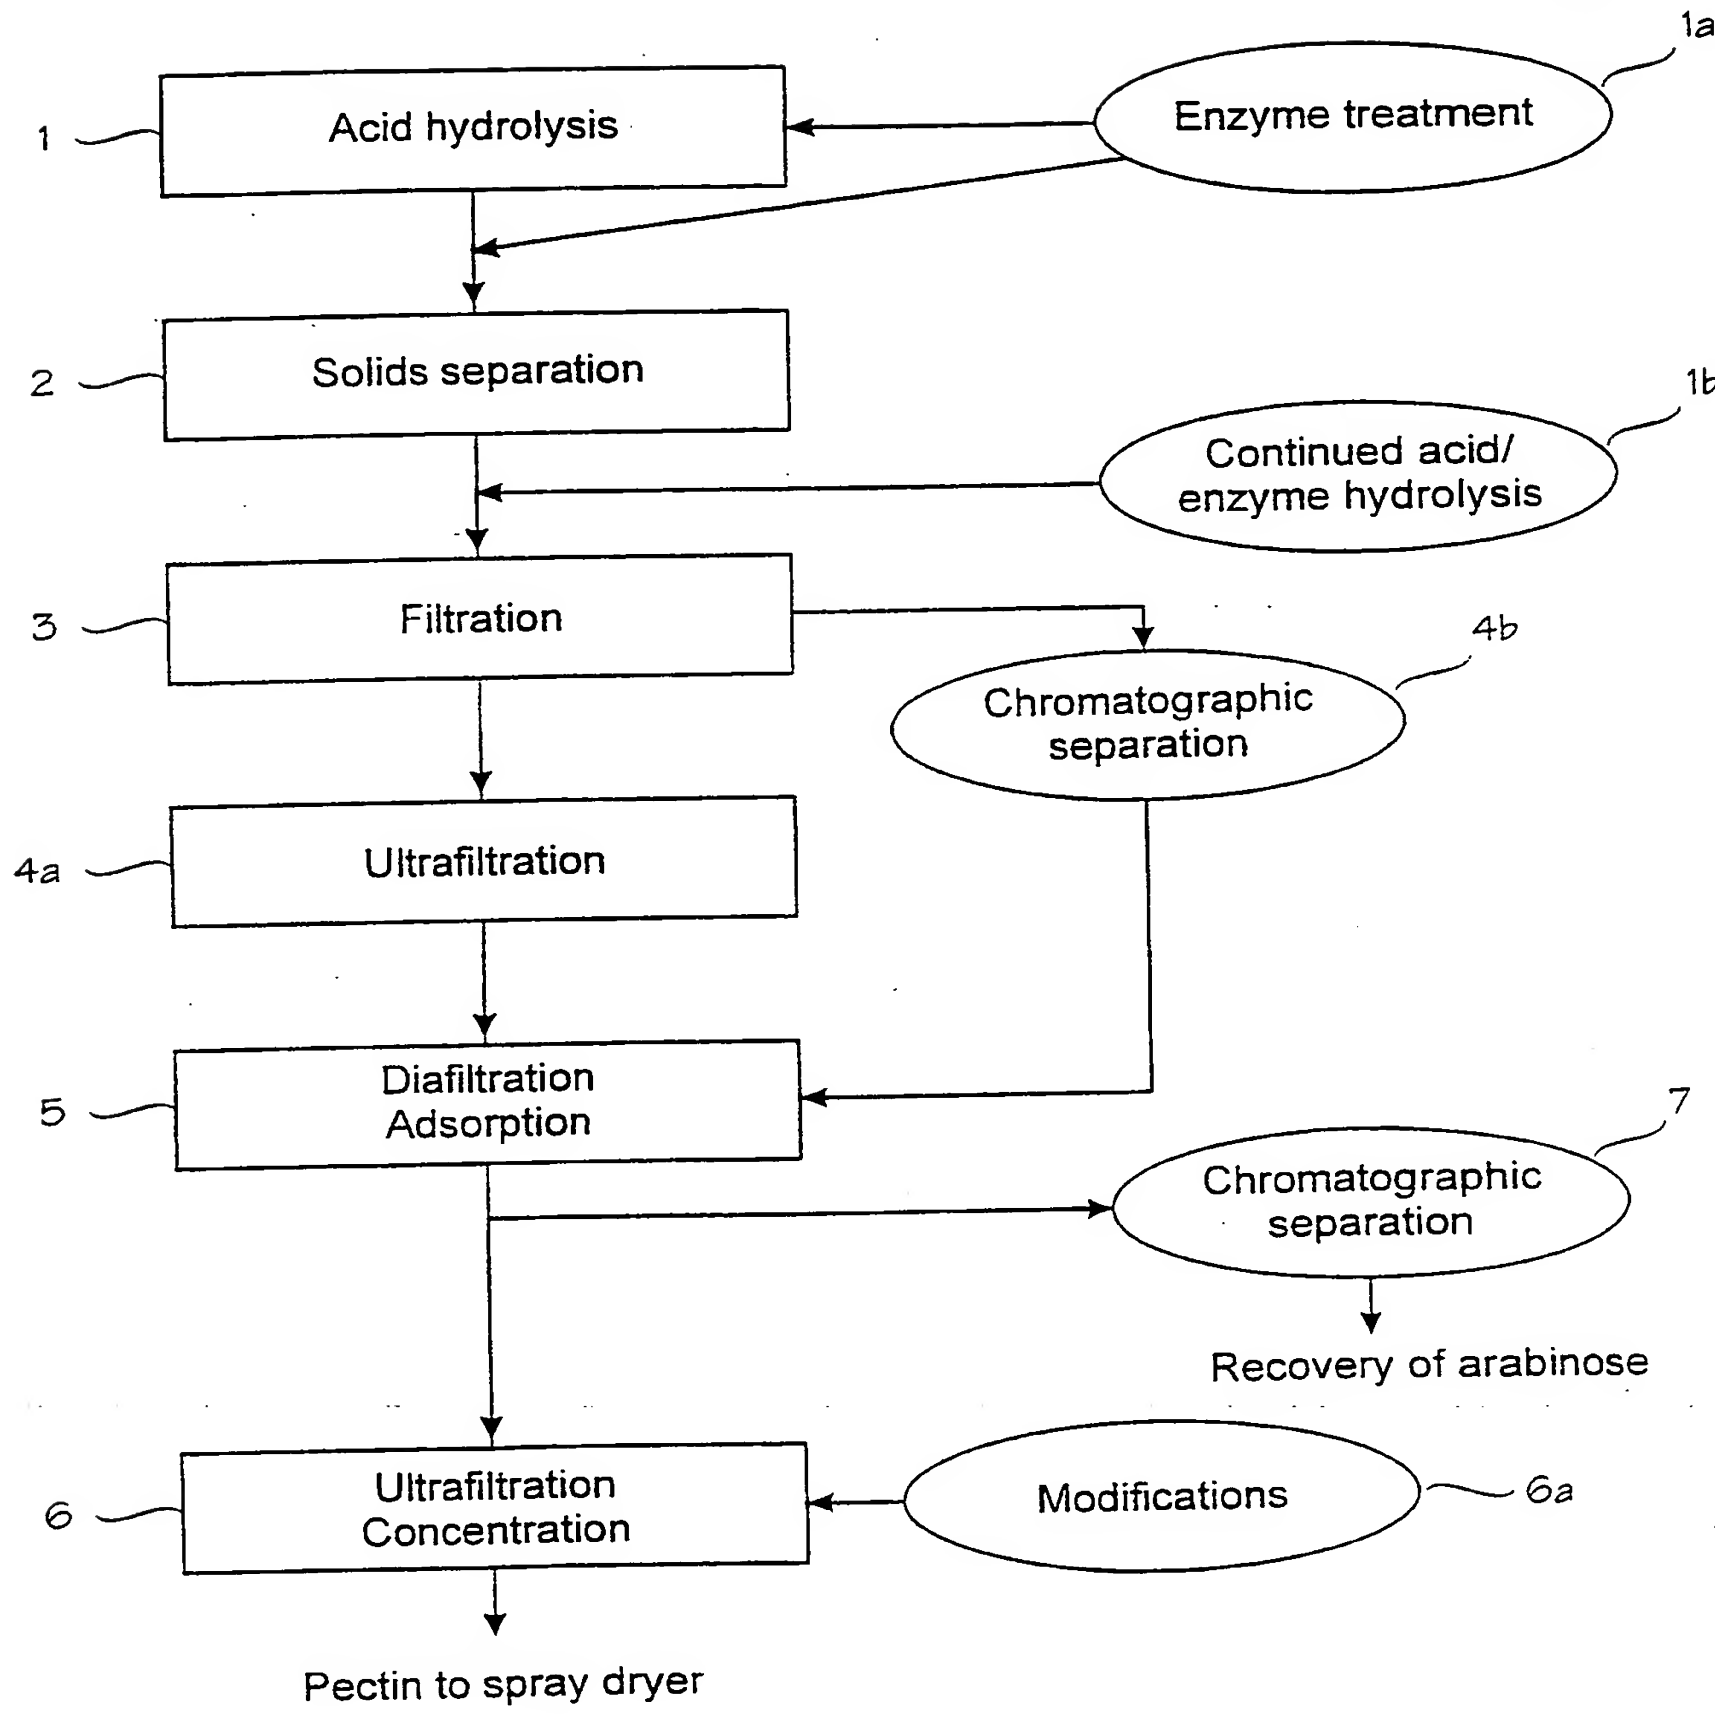 1a
Enzyme treatment
1
Acid hydrolysis
2
Solids separation
1b
Continued acid/
enzyme hydrolysis
3
Filtration
4b
Chromatographic
separation
4a
Ultrafiltration
5
Diafiltration
Adsorption
7
Chromatographic
separation
Recovery of arabinose
6
Ultrafiltration
Concentration
Modifications
6a
Pectin to spray dryer